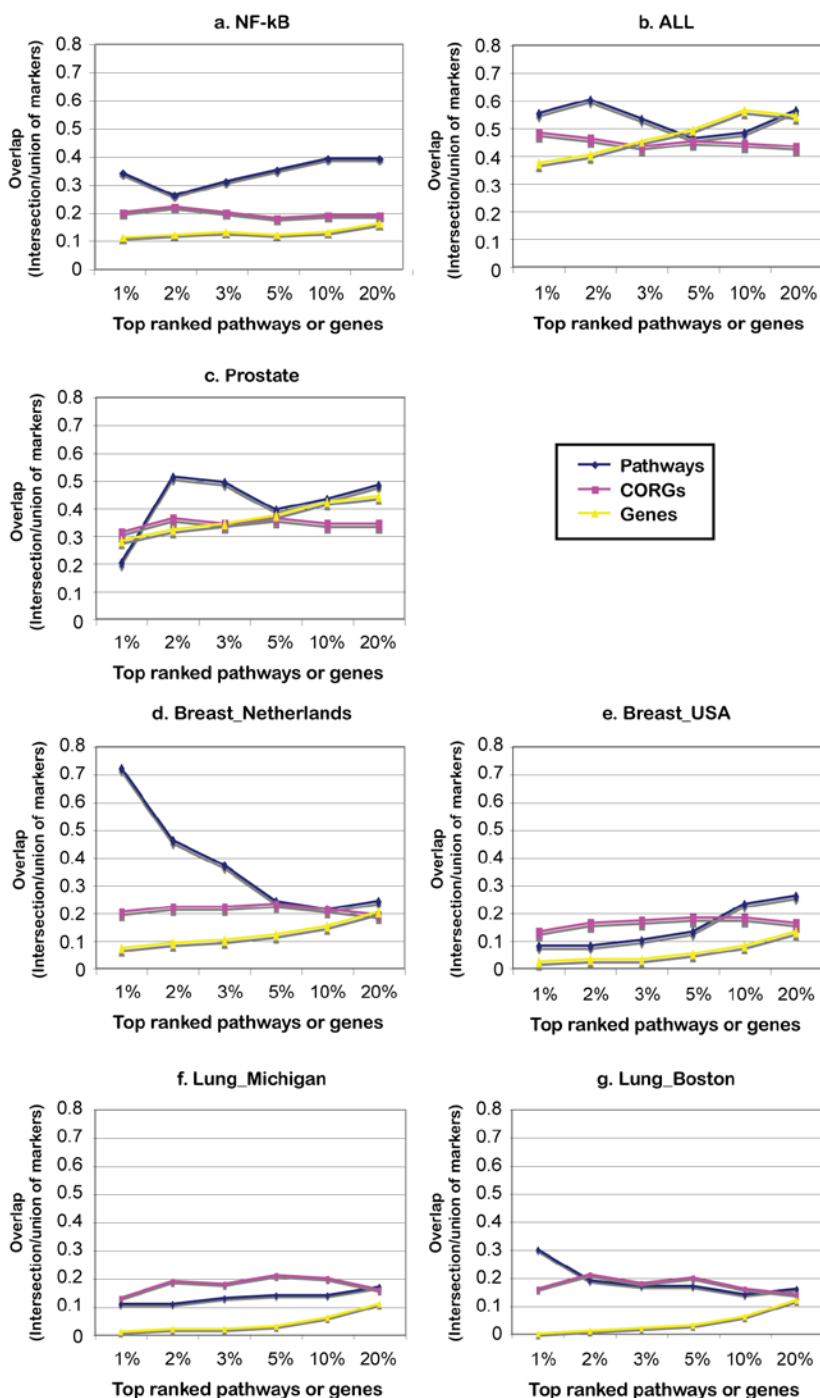 a. NF-kB
Overlap
(Intersection/union of markers)
0.8
0.7
0.6
0.5
0.4
0.3
0.2
0.1
0
1% 2% 3% 5% 10% 20%
Top ranked pathways or genes
b. ALL
Overlap
(Intersection/union of markers)
0.8
0.7
0.6
0.5
0.4
0.3
0.2
0.1
0
1% 2% 3% 5% 10% 20%
Top ranked pathways or genes
c. Prostate
Overlap
(Intersection/union of markers)
0.8
0.7
0.6
0.5
0.4
0.3
0.2
0.1
0
1% 2% 3% 5% 10% 20%
Top ranked pathways or genes
Pathways
CORGs
Genes
d. Breast_Netherlands
Overlap
(Intersection/union of markers)
0.8
0.7
0.6
0.5
0.4
0.3
0.2
0.1
0
1% 2% 3% 5% 10% 20%
Top ranked pathways or genes
e. Breast_USA
Overlap
(Intersection/union of markers)
0.8
0.7
0.6
0.5
0.4
0.3
0.2
0.1
0
1% 2% 3% 5% 10% 20%
Top ranked pathways or genes
f. Lung_Michigan
Overlap
(Intersection/union of markers)
0.8
0.7
0.6
0.5
0.4
0.3
0.2
0.1
0
1% 2% 3% 5% 10% 20%
Top ranked pathways or genes
g. Lung_Boston
Overlap
(Intersection/union of markers)
0.8
0.7
0.6
0.5
0.4
0.3
0.2
0.1
0
1% 2% 3% 5% 10% 20%
Top ranked pathways or genes